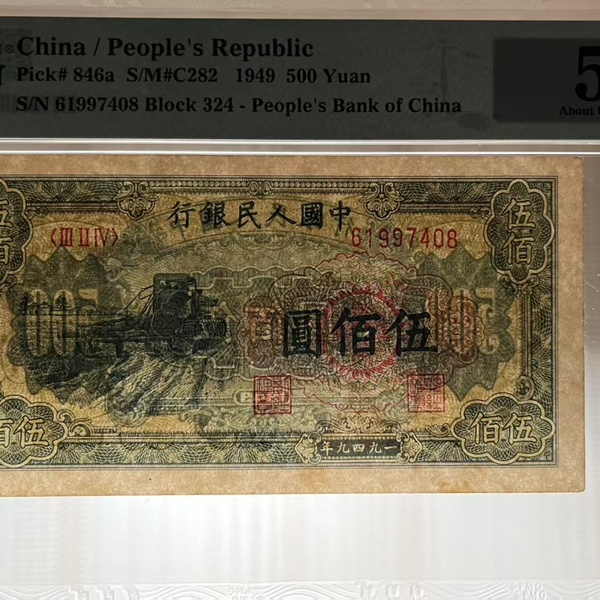 China / People's Republic
Pick# 846a S/M#C282 1949 500 Yuan
S/N 61997408 Block 324 - People's Bank of China
5
About
行銀民人國中
〈III II IV〉
61997408
伍佰
伍佰
圓佰伍
佰伍
佰伍
年九四九一